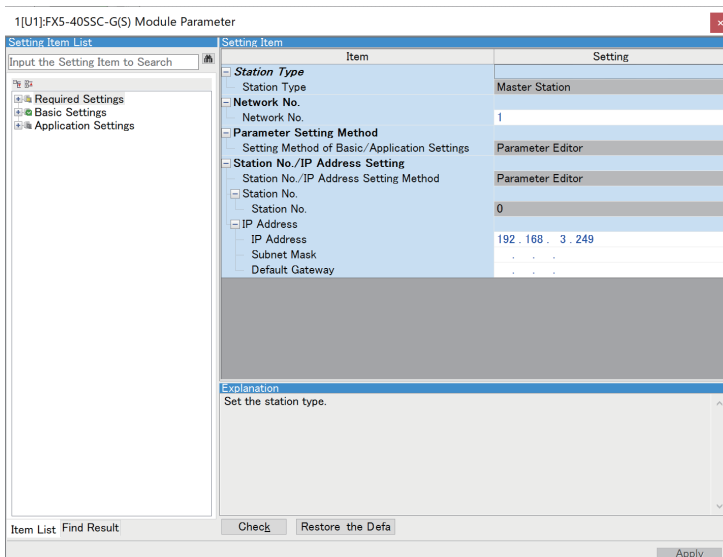 1[U1]:FX5-40SSC-G(S) Module Parameter
Setting Item List
Input the Setting Item to Search
Required Settings
Basic Settings
Application Settings
Item List Find Result
Setting Item
Item Setting
Station Type
Station Type Master Station
Network No.
Network No. 1
Parameter Setting Method
Setting Method of Basic/Application Settings Parameter Editor
Station No./IP Address Setting
Station No./IP Address Setting Method Parameter Editor
Station No.
Station No. 0
IP Address
IP Address 192 . 168 . 3 . 249
Subnet Mask . . .
Default Gateway . . .
Explanation
Set the station type.
Check Restore the Defa
Apply